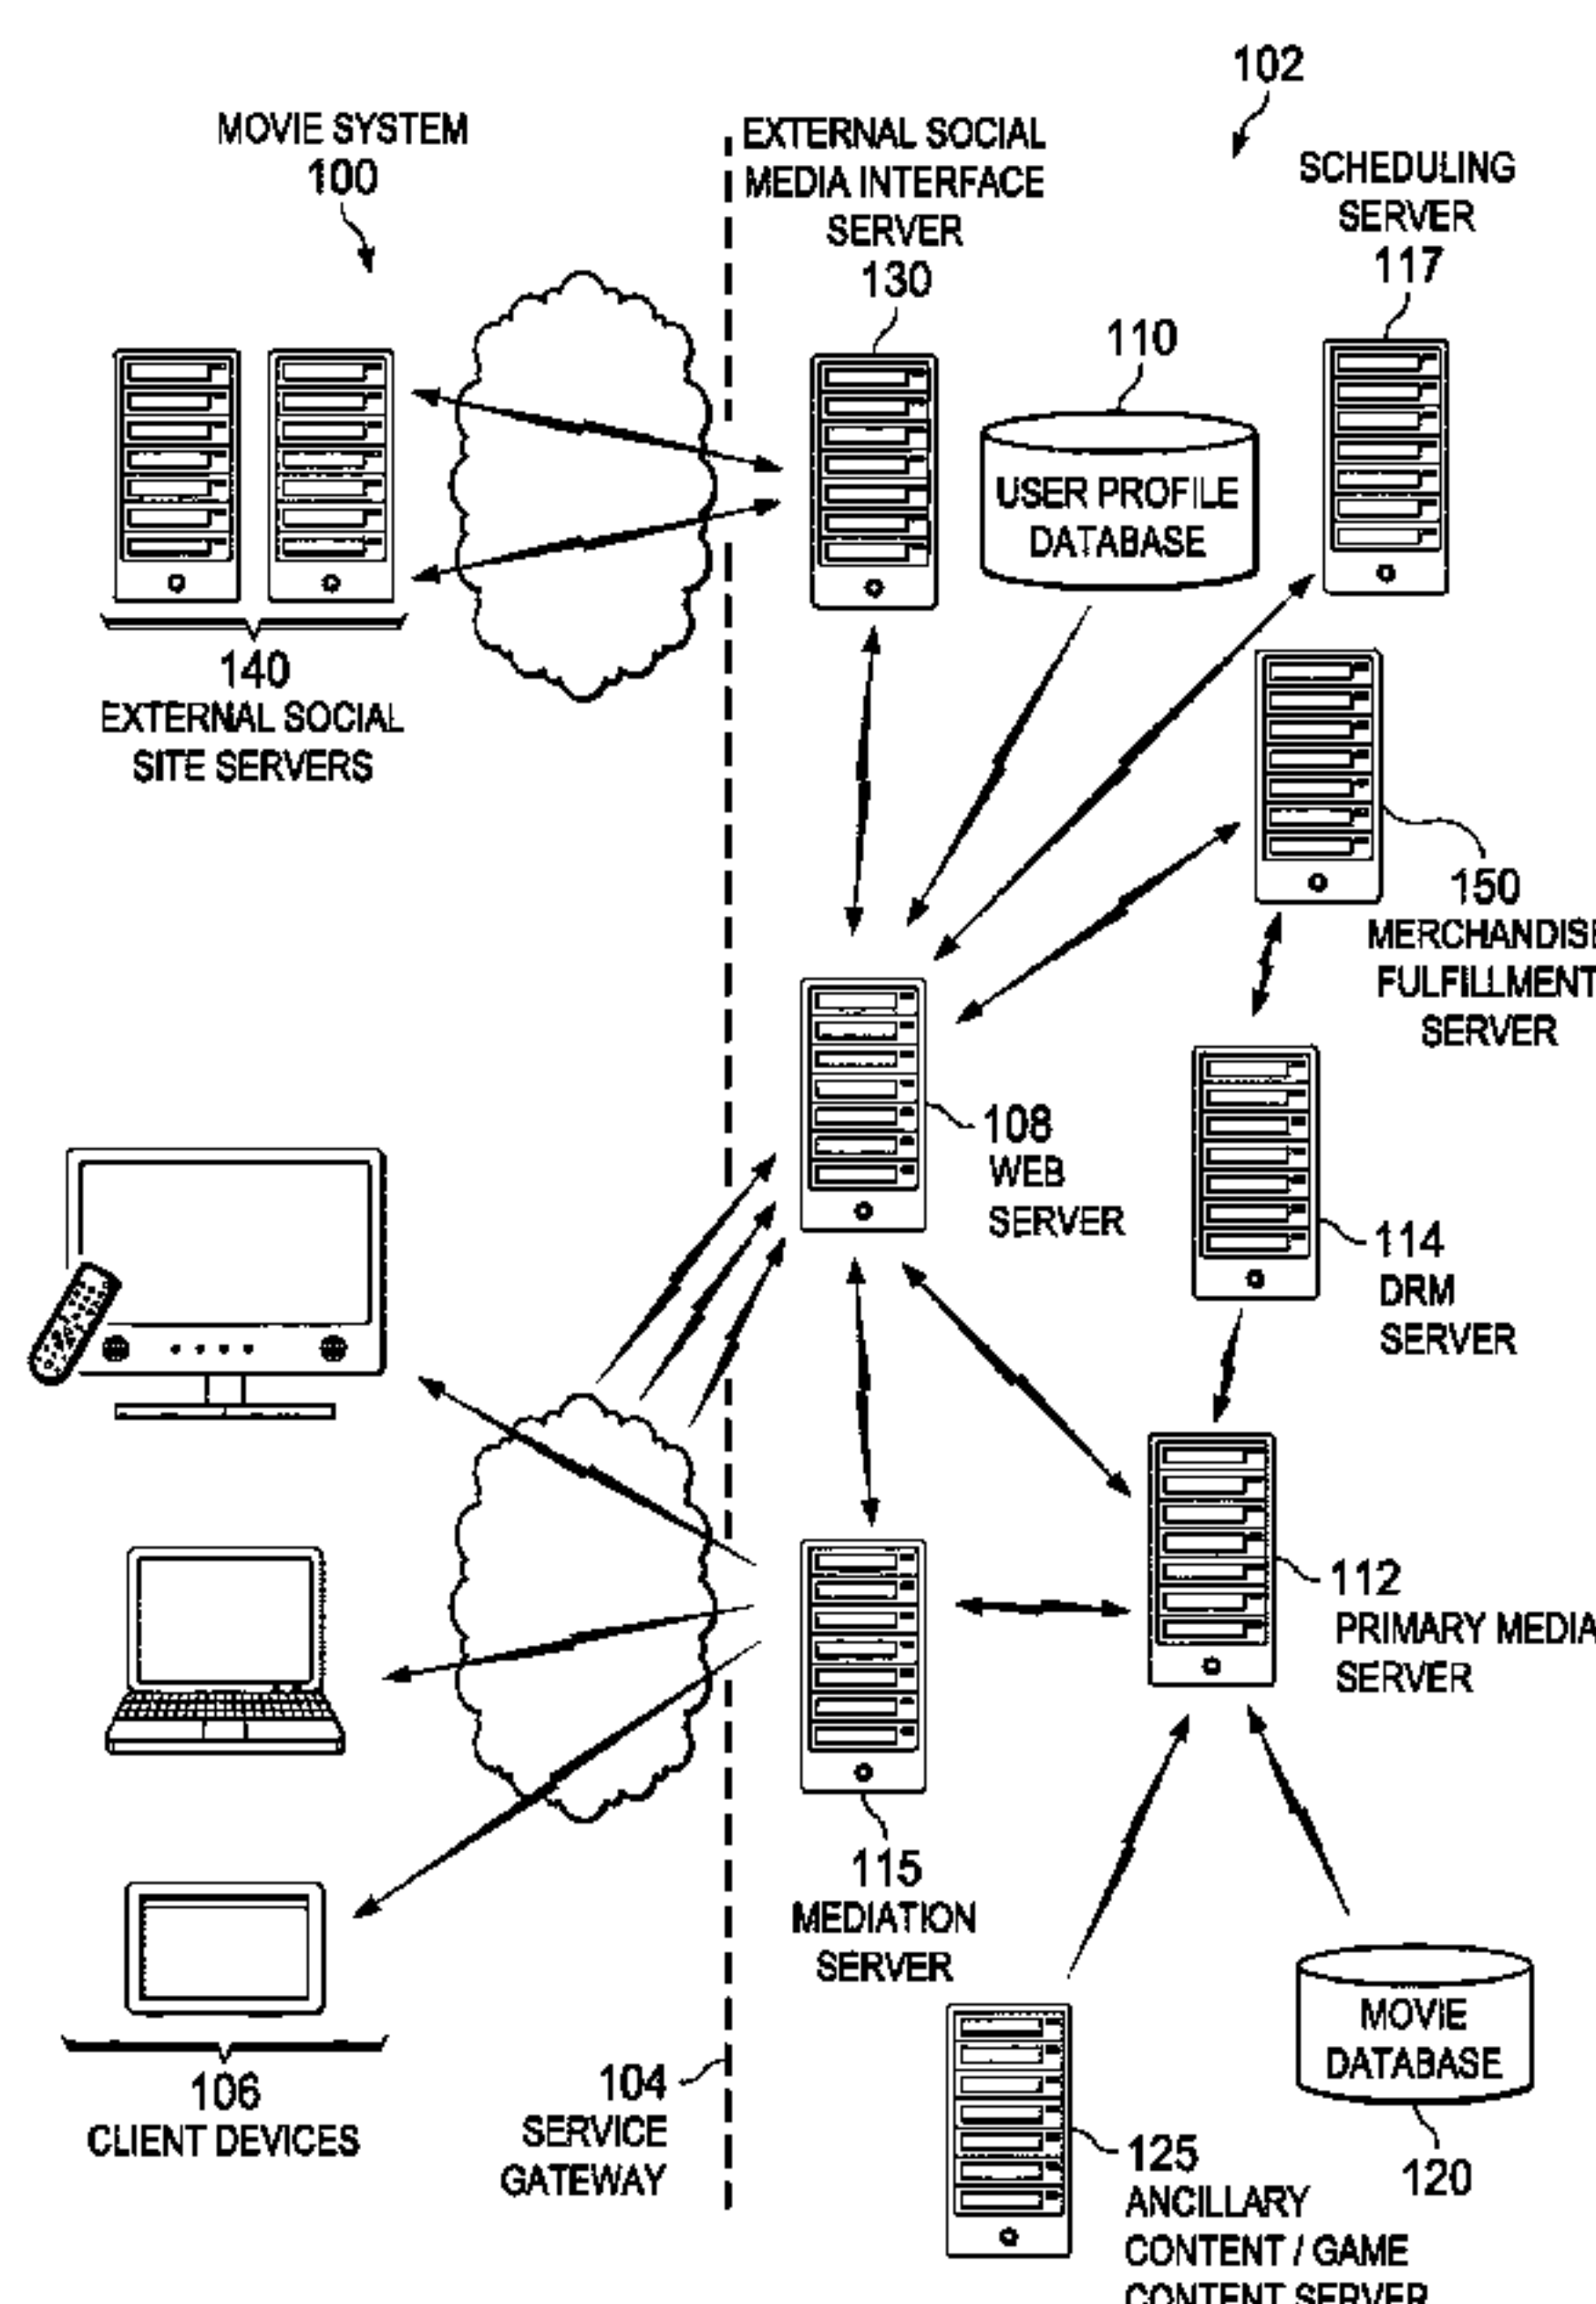 102
MOVIE SYSTEM
100
EXTERNAL SOCIAL
MEDIA INTERFACE
SERVER
130
SCHEDULING
SERVER
117
110
USER PROFILE
DATABASE
140
EXTERNAL SOCIAL
SITE SERVERS
150
MERCHANDISE
FULFILLMENT
SERVER
108
WEB
SERVER
114
DRM
SERVER
112
PRIMARY MEDIA
SERVER
115
MEDIATION
SERVER
MOVIE
DATABASE
120
106
CLIENT DEVICES
104
SERVICE
GATEWAY
125
ANCILLARY
CONTENT / GAME
CONTENT SERVER